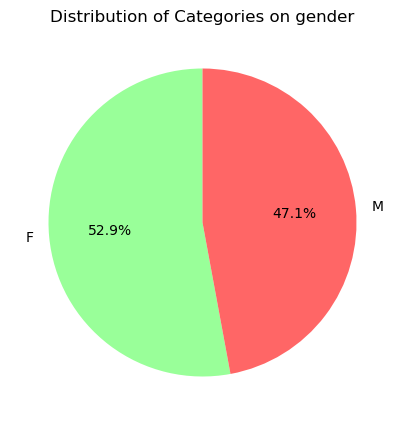 Distribution of Categories on gender
M
47.1%
52.9%
F